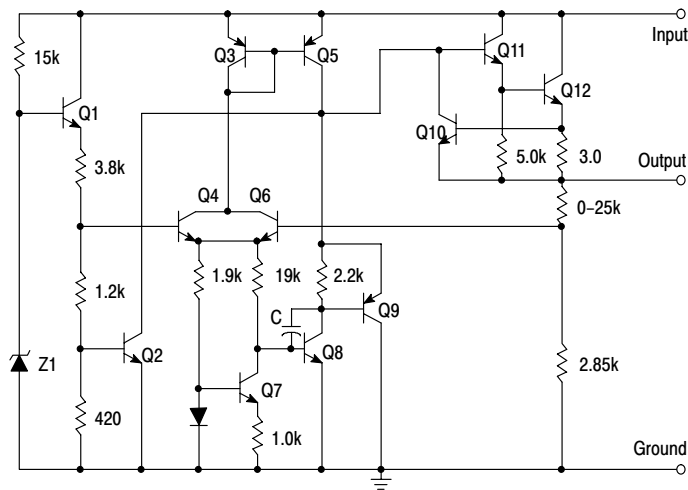 Input
15k
Q3
Q5
Q11
Q12
Q1
Q10
5.0k
3.0
Output
3.8k
Q4
Q6
0–25k
1.2k
1.9k
19k
2.2k
C
Q9
Z1
Q2
Q8
2.85k
Q7
420
1.0k
Ground